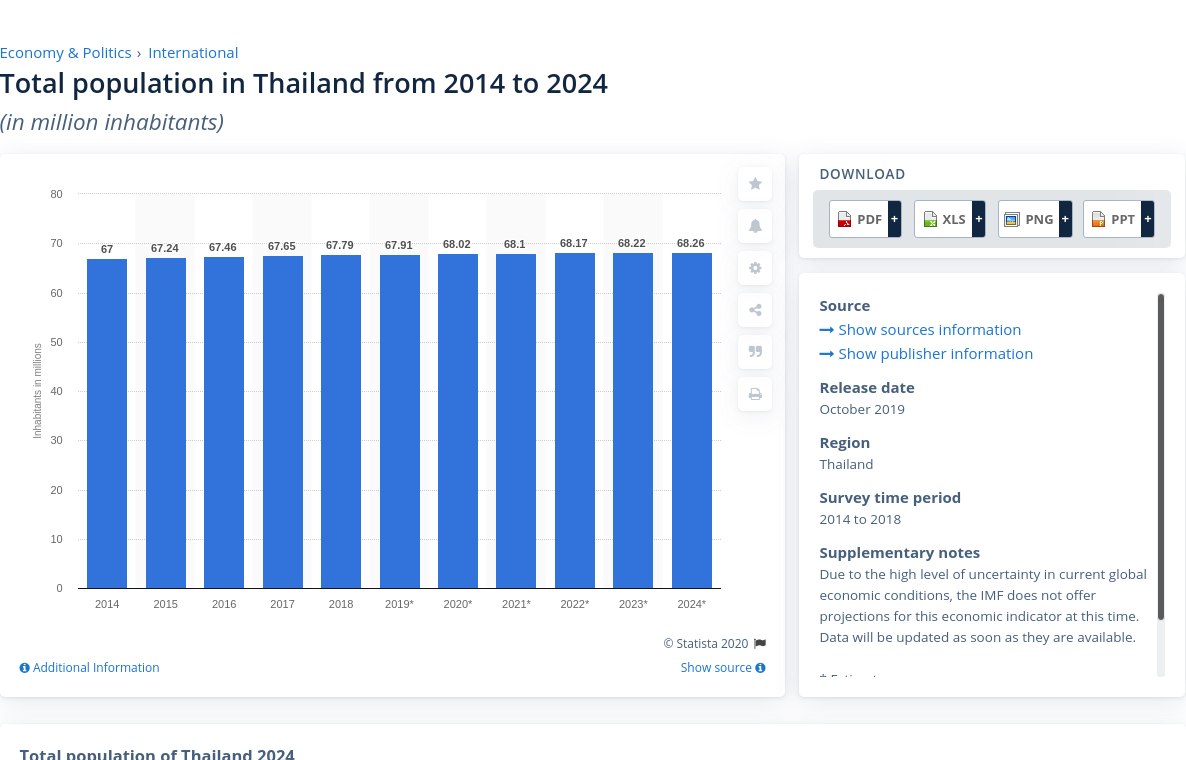 Economy & Politics › International
Total population in Thailand from 2014 to 2024
(in million inhabitants)
80
70
60
50
40
30
20
10
0
Inhabitants in millions
67 67.24 67.46 67.65 67.79 67.91 68.02 68.1 68.17 68.22 68.26
2014 2015 2016 2017 2018 2019* 2020* 2021* 2022* 2023* 2024*
© Statista 2020
Additional Information
Show source
DOWNLOAD
PDF + XLS + PNG + PPT +
Source
Show sources information
Show publisher information
Release date
October 2019
Region
Thailand
Survey time period
2014 to 2018
Supplementary notes
Due to the high level of uncertainty in current global
economic conditions, the IMF does not offer
projections for this economic indicator at this time.
Data will be updated as soon as they are available.
Total population of Thailand 2024